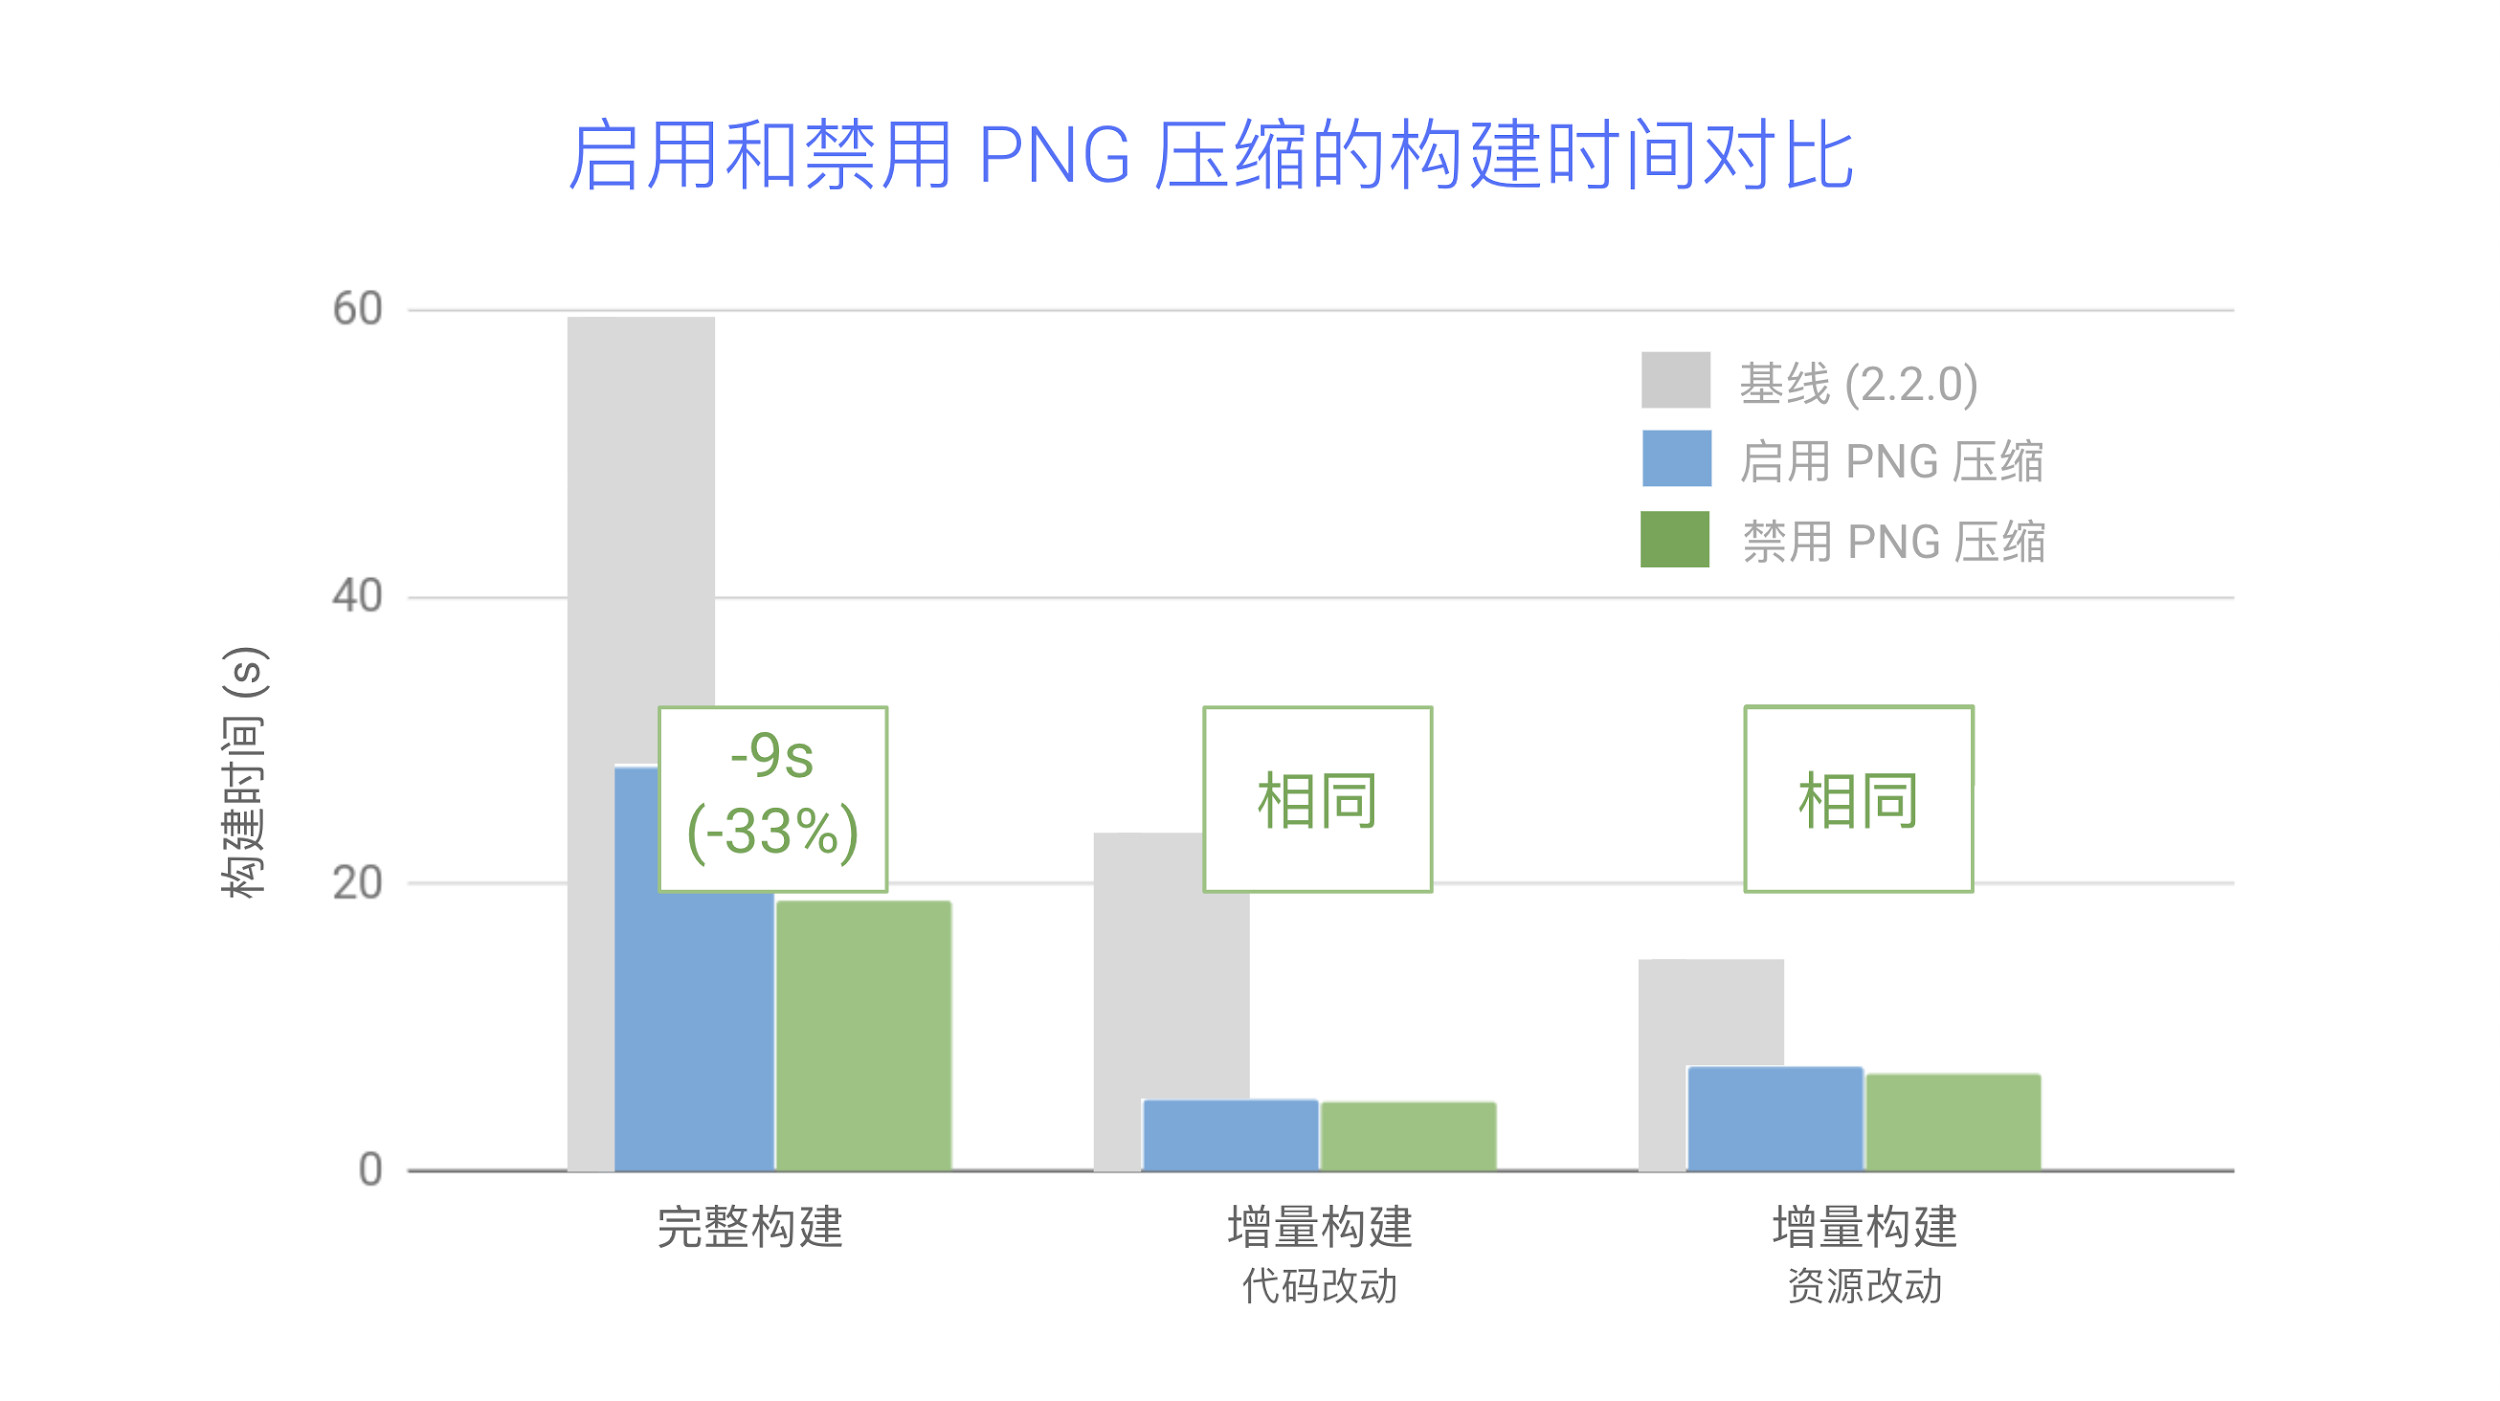 启用和禁用 PNG 压缩的构建时间对比
60
40
20
0
构建时间 (s)
基线 (2.2.0)
启用 PNG 压缩
禁用 PNG 压缩
-9s
(-33%)
相同
相同
完整构建
增量构建
代码改动
增量构建
资源改动